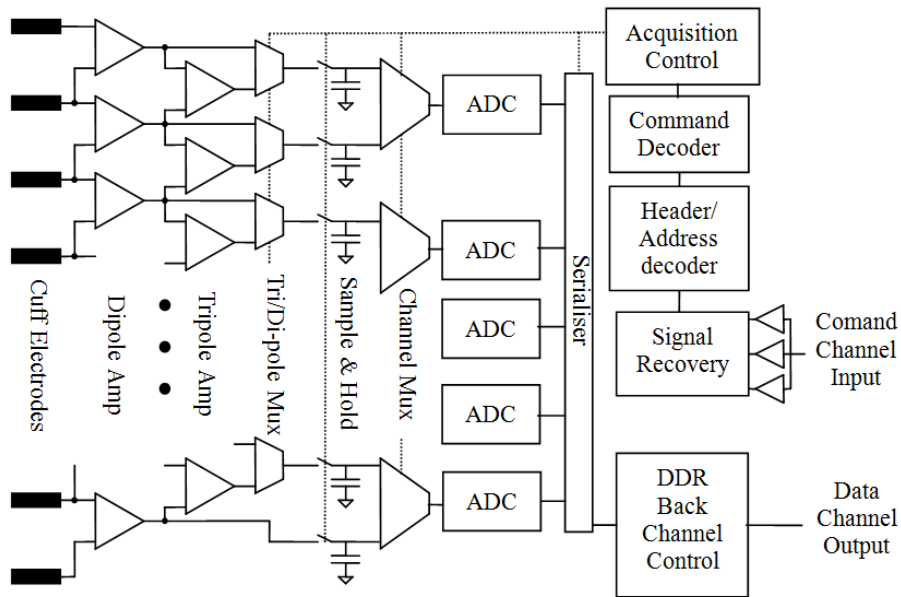 Acquisition
Control
ADC
Command
Decoder
Header/
Address
decoder
ADC
Cuff Electrodes
Dipole Amp
Tripole Amp
Tri/Di-pole Mux
Sample & Hold
Channel Mux
Serialiser
ADC
Signal
Recovery
Comand
Channel
Input
ADC
ADC
DDR
Back
Channel
Control
Data
Channel
Output